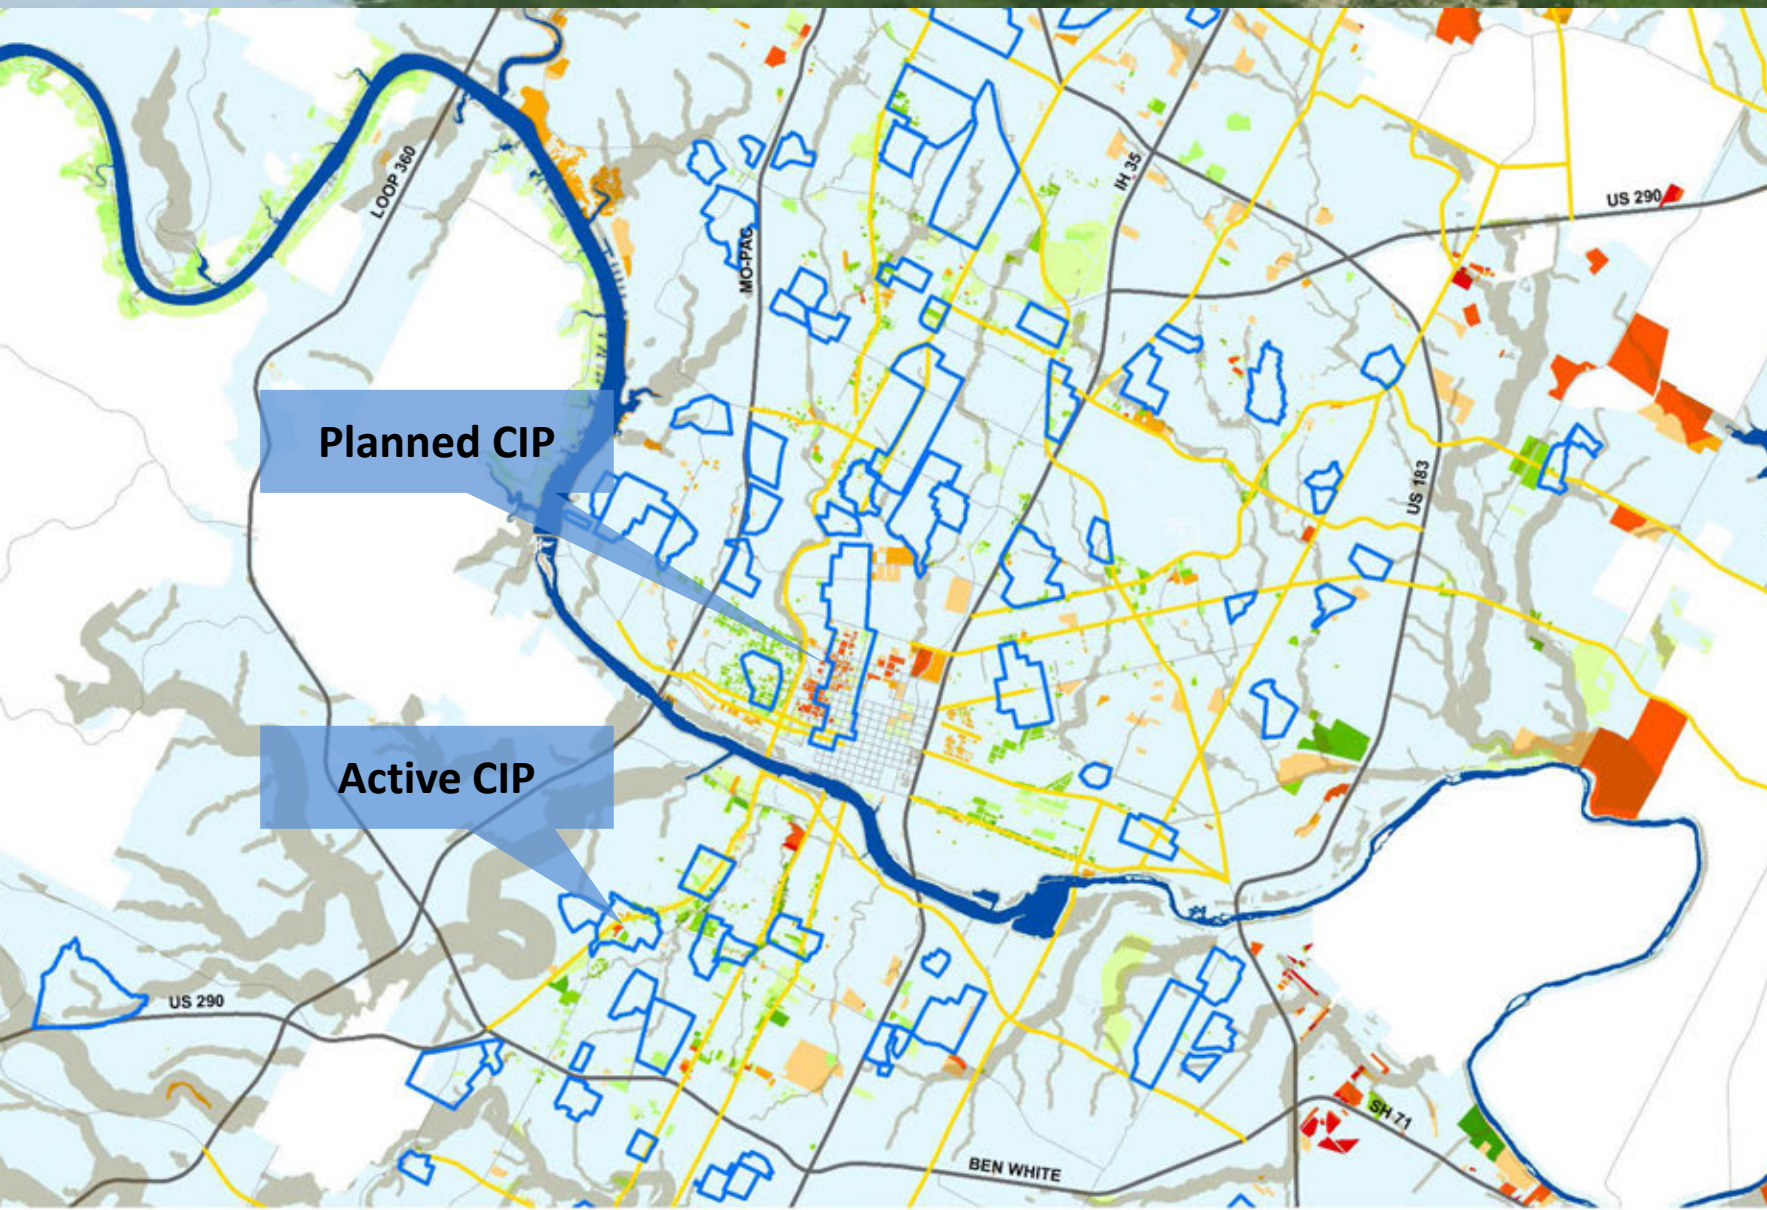 LOOP 360
IH 35
US 290
MO-PAC
Planned CIP
US 183
Active CIP
US 290
SH 71
BEN WHITE